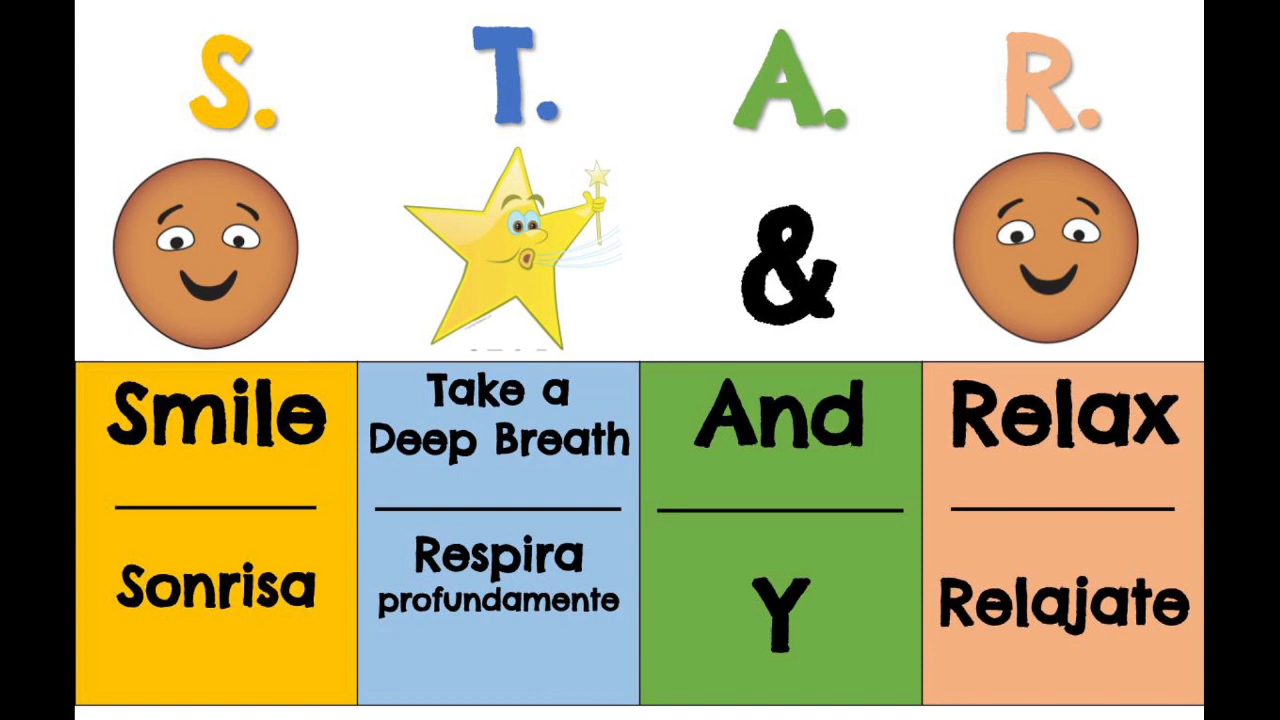 S. T. A. R.
&
Smile
Take a
Deep Breath
And
Relax
Sonrisa
Respira
profundamente
Y
Relajate